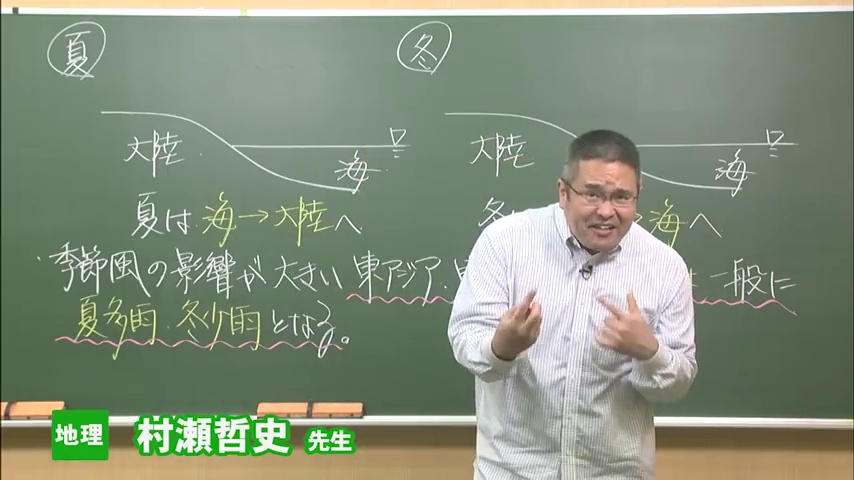 夏
冬
大陸
海
大陸
海
夏は 海→大陸へ
冬 海へ
季節風の影響が大きい 東アジア 一般に
夏多雨・冬少雨となる。
地理 村瀬哲史 先生